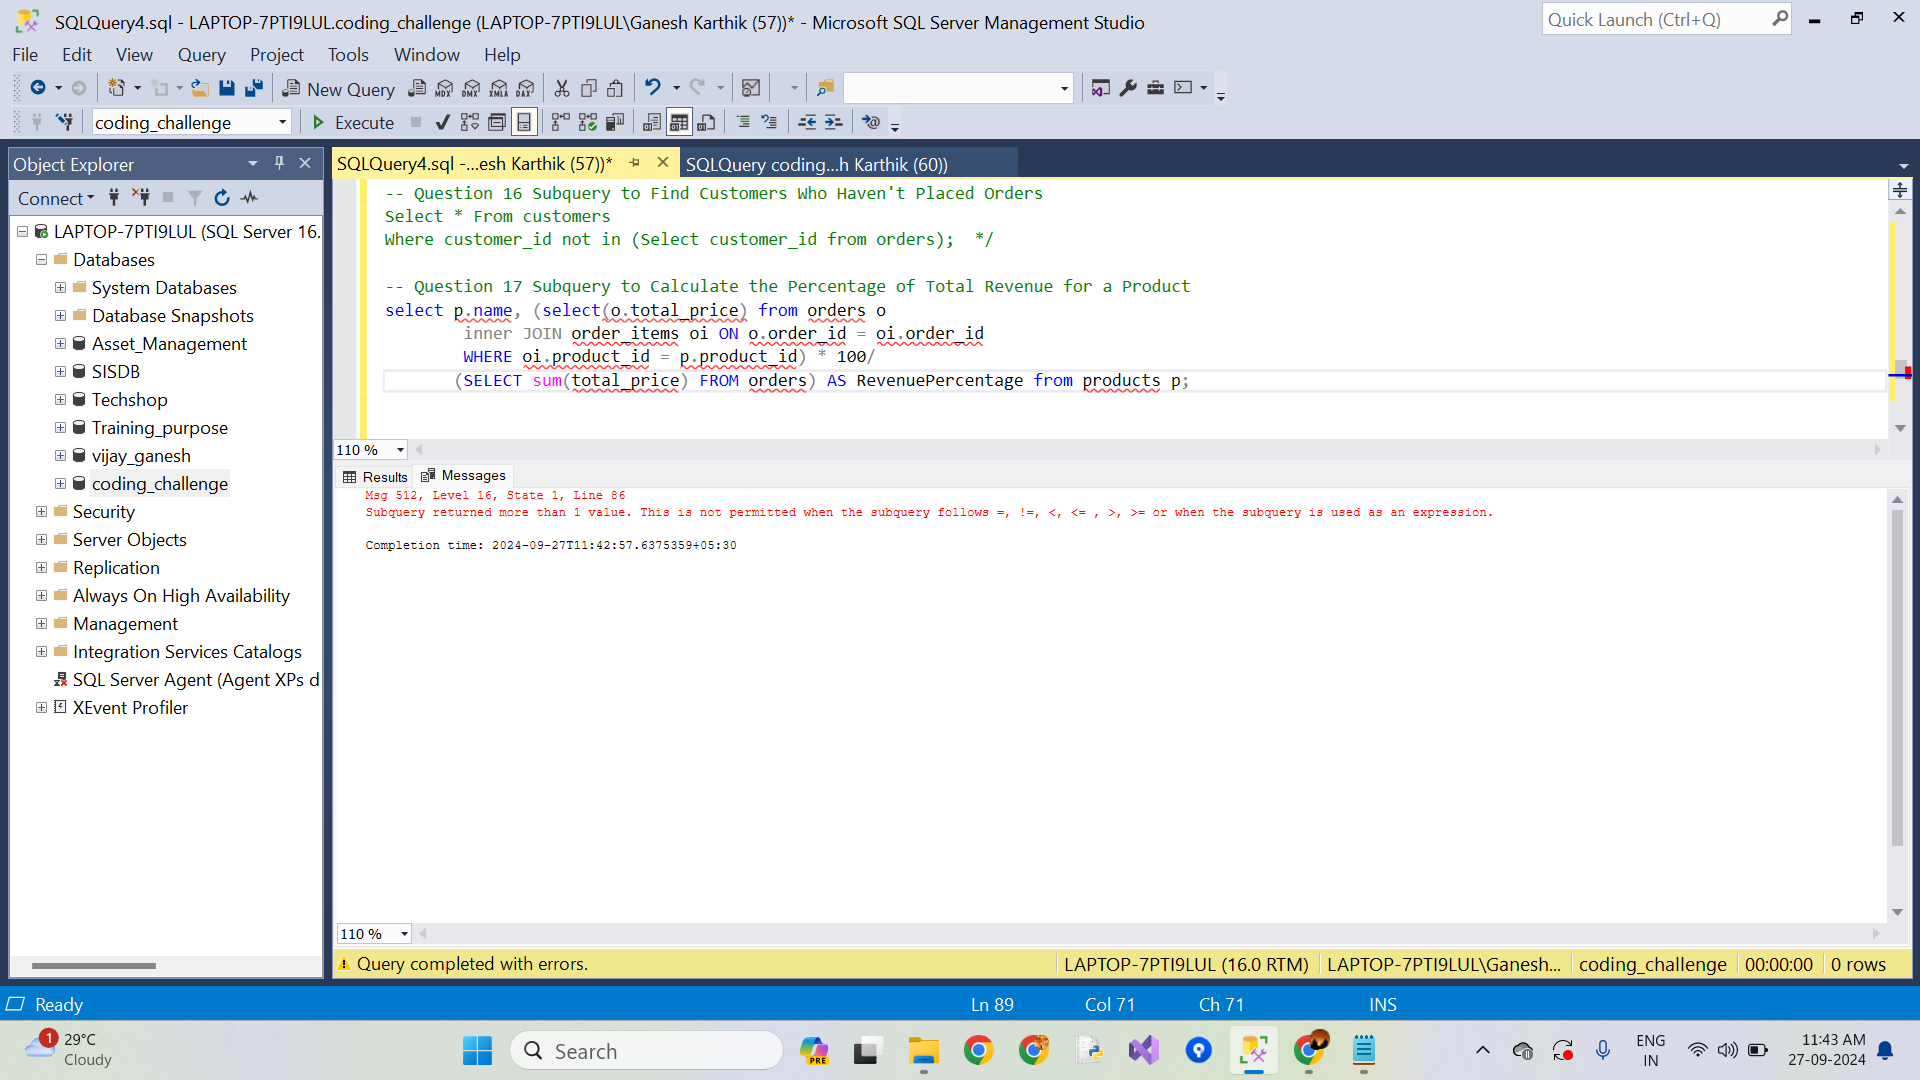 SQLQuery4.sql - LAPTOP-7PTI9LUL.coding_challenge (LAPTOP-7PTI9LUL\Ganesh Karthik (57))* - Microsoft SQL Server Management Studio
Quick Launch (Ctrl+Q)
File Edit View Query Project Tools Window Help
New Query MDX DMX XMLA DAX
coding_challenge Execute
Object Explorer
SQLQuery4.sql -...esh Karthik (57))* SQLQuery coding...h Karthik (60))
Connect
LAPTOP-7PTI9LUL (SQL Server 16.
Databases
System Databases
Database Snapshots
Asset_Management
SISDB
Techshop
Training_purpose
vijay_ganesh
coding_challenge
Security
Server Objects
Replication
Always On High Availability
Management
Integration Services Catalogs
SQL Server Agent (Agent XPs d
XEvent Profiler
-- Question 16 Subquery to Find Customers Who Haven't Placed Orders
Select * From customers
Where customer_id not in (Select customer_id from orders);  */
-- Question 17 Subquery to Calculate the Percentage of Total Revenue for a Product
select p.name, (select(o.total_price) from orders o
inner JOIN order_items oi ON o.order_id = oi.order_id
WHERE oi.product_id = p.product_id) * 100/
(SELECT sum(total_price) FROM orders) AS RevenuePercentage from products p;
110 %
Results Messages
Msg 512, Level 16, State 1, Line 86
Subquery returned more than 1 value. This is not permitted when the subquery follows =, !=, <, <= , >, >= or when the subquery is used as an expression.
Completion time: 2024-09-27T11:42:57.6375359+05:30
110 %
Query completed with errors. LAPTOP-7PTI9LUL (16.0 RTM) LAPTOP-7PTI9LUL\Ganesh... coding_challenge 00:00:00 0 rows
Ready Ln 89 Col 71 Ch 71 INS
1
29°C
Cloudy
Search
PRE
ENG
IN
11:43 AM
27-09-2024